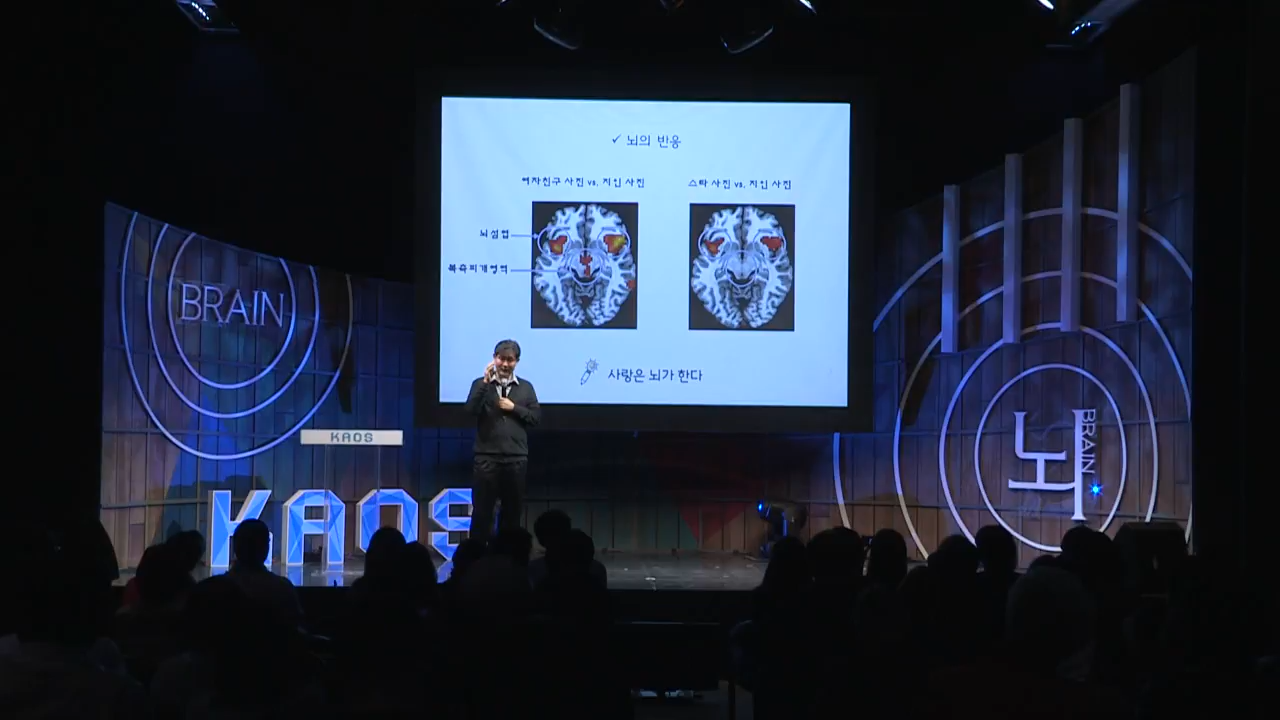 ✓ 뇌의 반응
여자친구 사진 vs. 지인 사진
스타 사진 vs. 지인 사진
뇌섬엽
복측피개영역
사랑은 뇌가 한다
BRAIN
KAOS
KAOS
뇌
BRAIN